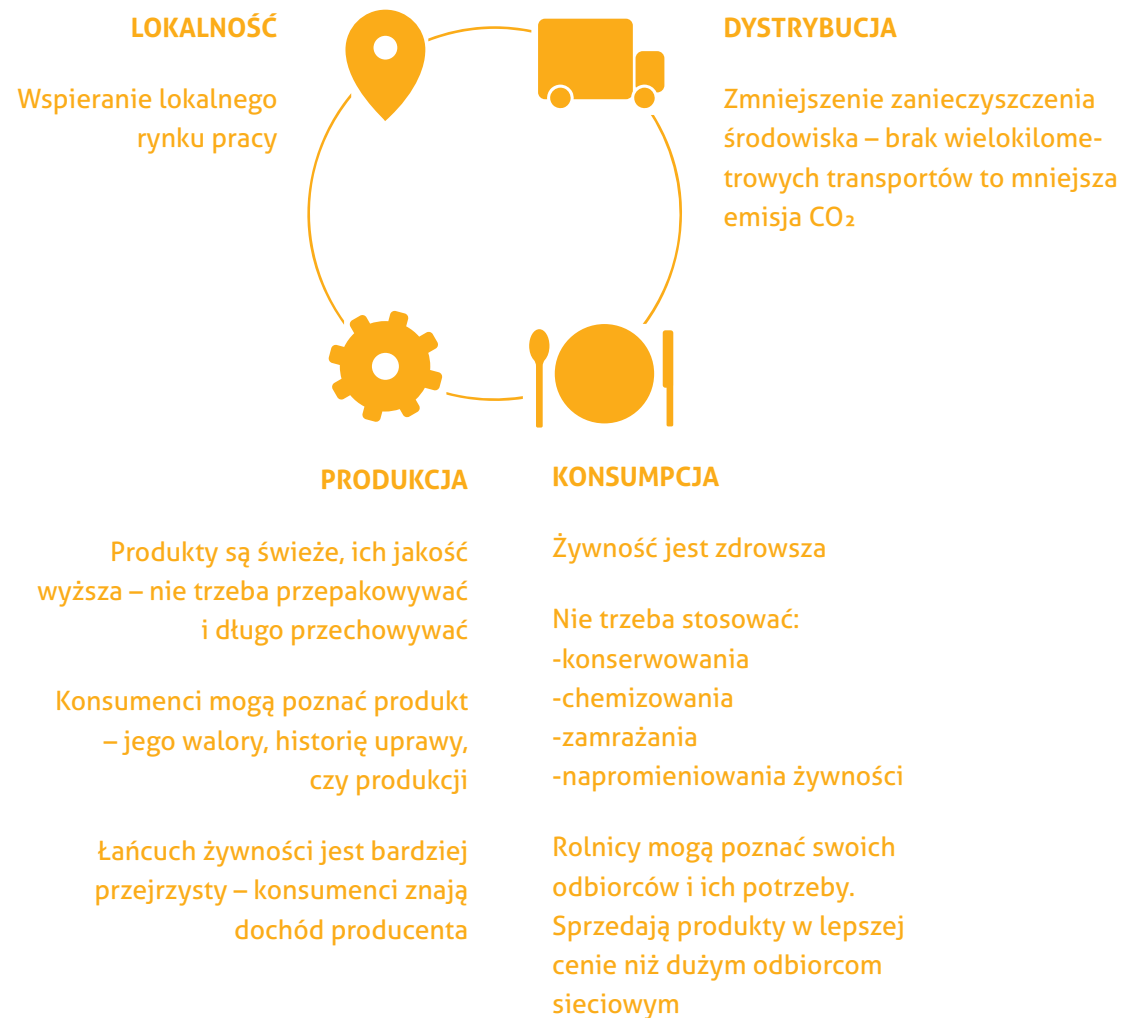 LOKALNOŚĆ
Wspieranie lokalnego
rynku pracy
DYSTRYBUCJA
Zmniejszenie zanieczyszczenia
środowiska – brak wielokilome-
trowych transportów to mniejsza
emisja CO₂
PRODUKCJA
Produkty są świeże, ich jakość
wyższa – nie trzeba przepakowywać
i długo przechowywać
Konsumenci mogą poznać produkt
– jego walory, historię uprawy,
czy produkcji
Łańcuch żywności jest bardziej
przejrzysty – konsumenci znają
dochód producenta
KONSUMPCJA
Żywność jest zdrowsza
Nie trzeba stosować:
-konserwowania
-chemizowania
-zamrażania
-napromieniowania żywności
Rolnicy mogą poznać swoich
odbiorców i ich potrzeby.
Sprzedają produkty w lepszej
cenie niż dużym odbiorcom
sieciowym